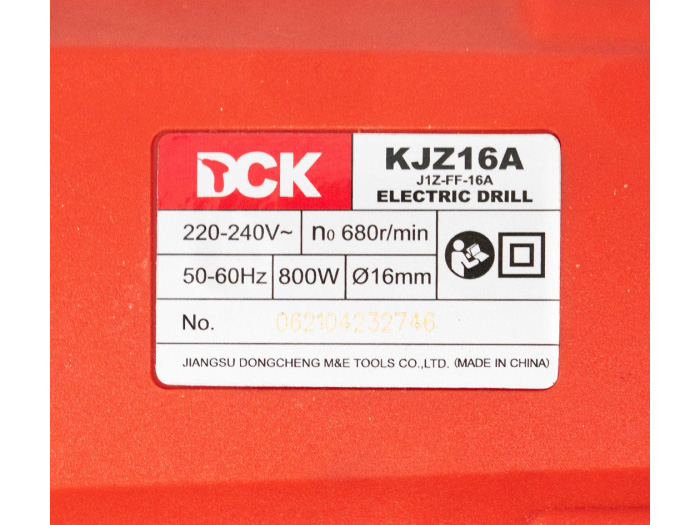 DCK
KJZ16A
J1Z-FF-16A
ELECTRIC DRILL
220-240V~ n₀ 680r/min
50-60Hz 800W Ø16mm
No. 062104232746
JIANGSU DONGCHENG M&E TOOLS CO.,LTD. (MADE IN CHINA)